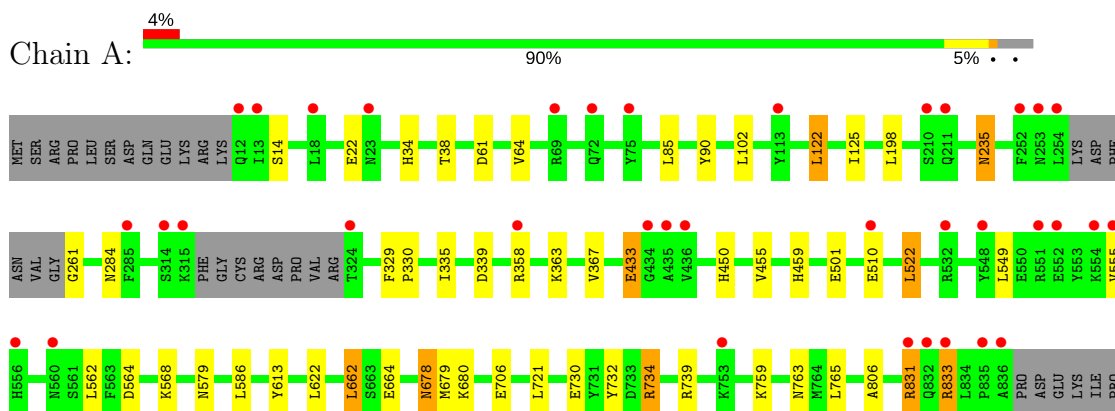 4%
Chain A:
90% 5% • •
MET SER ARG PRO LEU SER ASP GLN GLU LYS ARG LYS Q12 I13 S14 L18 E22 N23 H34 T38 D61 V64 R69 Q72 Y75 L85 Y90 L102 Y113 L122 I125 L198 S210 Q211 N235 F252 N253 L254 LYS ASP PHE
ASN VAL GLY G261 N284 F285 S314 K315 PHE GLY CYS ARG ASP PRO VAL ARG T324 F329 P330 I335 D339 R358 K363 V367 E433 G434 A435 V436 H450 V455 H459 E501 E510 L522 R532 Y548 L549 E550 R551 E552 Y553 K554 V555
H556 N560 S561 L562 F563 D564 K568 N579 L586 Y613 L622 L662 S663 E664 N678 M679 K680 E706 L721 E730 Y731 Y732 D733 R734 R739 K753 K759 N763 M764 L765 A806 R831 Q832 R833 L834 P835 A836 PRO ASP GLU LYS ILE PRO